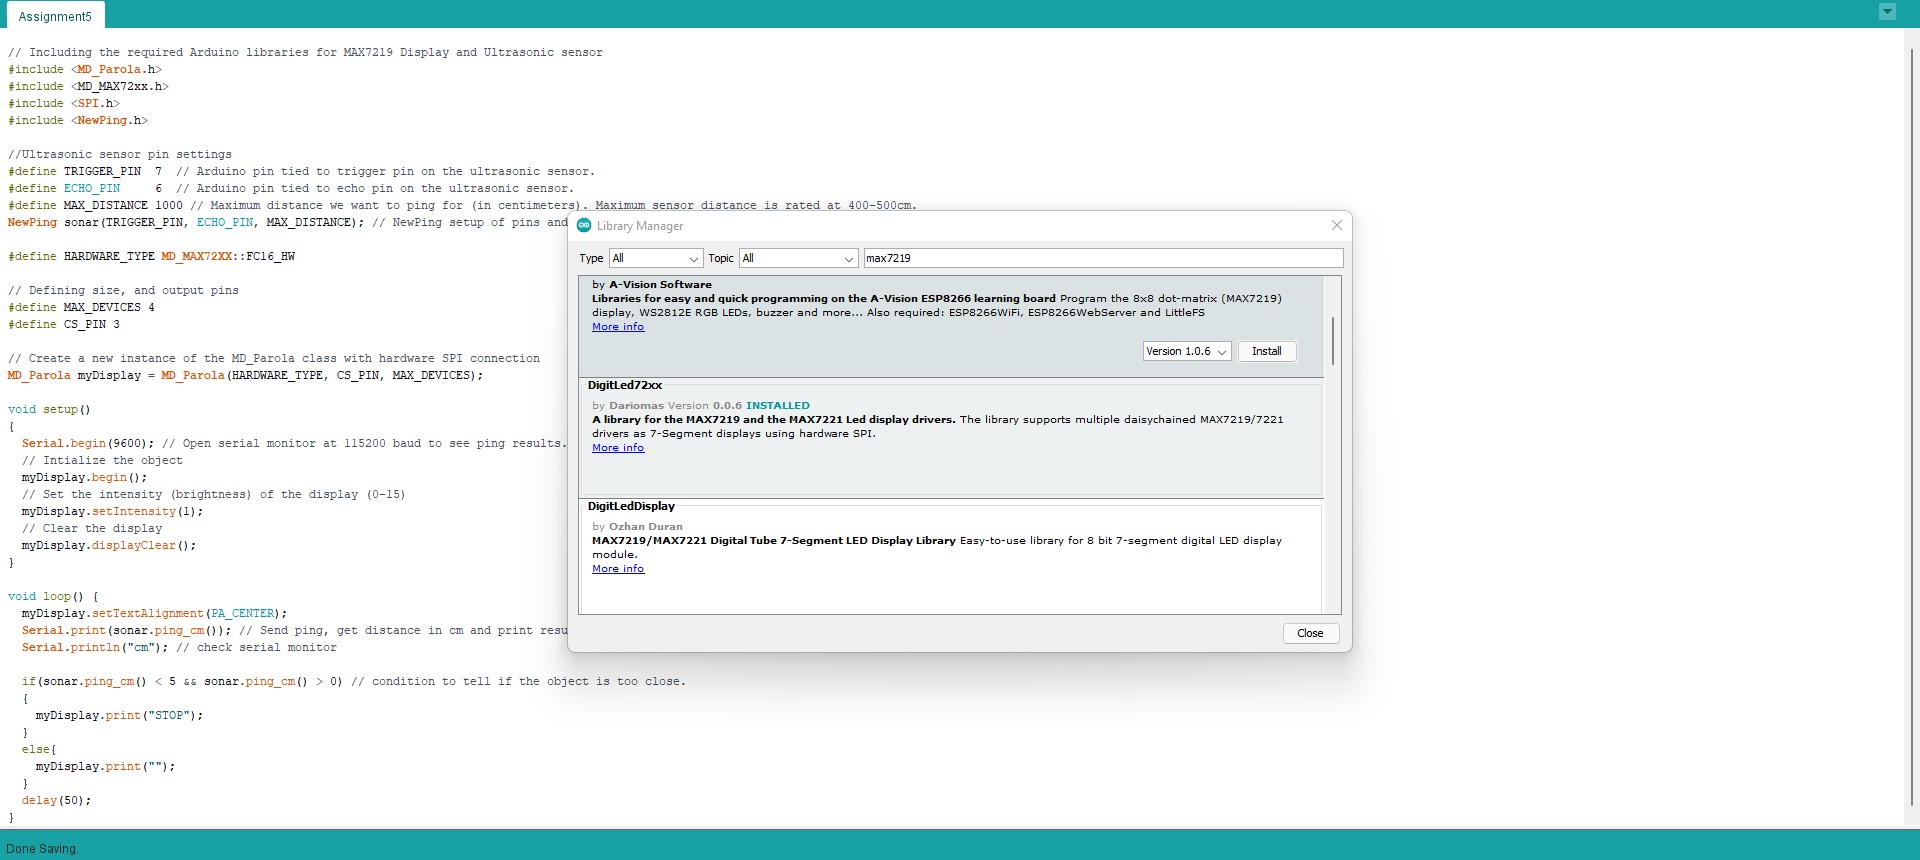 Assignment5
// Including the required Arduino libraries for MAX7219 Display and Ultrasonic sensor
#include <MD_Parola.h>
#include <MD_MAX72xx.h>
#include <SPI.h>
#include <NewPing.h>
//Ultrasonic sensor pin settings
#define TRIGGER_PIN  7  // Arduino pin tied to trigger pin on the ultrasonic sensor.
#define ECHO_PIN     6  // Arduino pin tied to echo pin on the ultrasonic sensor.
#define MAX_DISTANCE 1000 // Maximum distance we want to ping for (in centimeters). Maximum sensor distance is rated at 400-500cm.
NewPing sonar(TRIGGER_PIN, ECHO_PIN, MAX_DISTANCE); // NewPing setup of pins and
#define HARDWARE_TYPE MD_MAX72XX::FC16_HW
// Defining size, and output pins
#define MAX_DEVICES 4
#define CS_PIN 3
// Create a new instance of the MD_Parola class with hardware SPI connection
MD_Parola myDisplay = MD_Parola(HARDWARE_TYPE, CS_PIN, MAX_DEVICES);
void setup()
{
  Serial.begin(9600); // Open serial monitor at 115200 baud to see ping results.
  // Intialize the object
  myDisplay.begin();
  // Set the intensity (brightness) of the display (0-15)
  myDisplay.setIntensity(1);
  // Clear the display
  myDisplay.displayClear();
}
void loop() {
  myDisplay.setTextAlignment(PA_CENTER);
  Serial.print(sonar.ping_cm()); // Send ping, get distance in cm and print resu
  Serial.println("cm"); // check serial monitor
  if(sonar.ping_cm() < 5 && sonar.ping_cm() > 0) // condition to tell if the object is too close.
  {
    myDisplay.print("STOP");
  }
  else{
    myDisplay.print("");
  }
  delay(50);
}
Done Saving.
Library Manager
Type All Topic All max7219
by A-Vision Software
Libraries for easy and quick programming on the A-Vision ESP8266 learning board Program the 8x8 dot-matrix (MAX7219)
display, WS2812E RGB LEDs, buzzer and more... Also required: ESP8266WiFi, ESP8266WebServer and LittleFS
More info
Version 1.0.6 Install
DigitLed72xx
by Dariomas Version 0.0.6 INSTALLED
A library for the MAX7219 and the MAX7221 Led display drivers. The library supports multiple daisychained MAX7219/7221
drivers as 7-Segment displays using hardware SPI.
More info
DigitLedDisplay
by Ozhan Duran
MAX7219/MAX7221 Digital Tube 7-Segment LED Display Library Easy-to-use library for 8 bit 7-segment digital LED display
module.
More info
Close